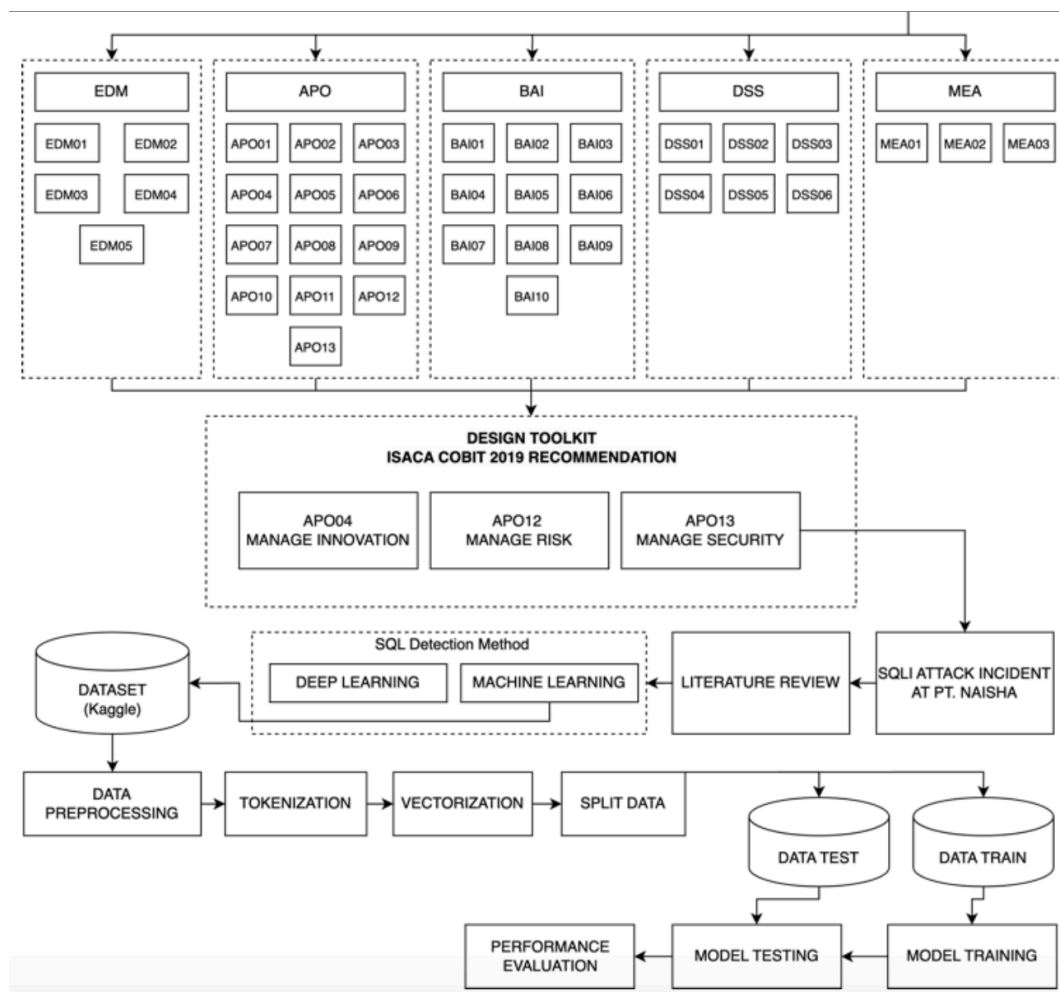 EDM
APO
BAI
DSS
MEA
EDM01 EDM02
EDM03 EDM04
EDM05
APO01 APO02 APO03
APO04 APO05 APO06
APO07 APO08 APO09
APO10 APO11 APO12
APO13
BAI01 BAI02 BAI03
BAI04 BAI05 BAI06
BAI07 BAI08 BAI09
BAI10
DSS01 DSS02 DSS03
DSS04 DSS05 DSS06
MEA01 MEA02 MEA03
DESIGN TOOLKIT
ISACA COBIT 2019 RECOMMENDATION
APO04
MANAGE INNOVATION
APO12
MANAGE RISK
APO13
MANAGE SECURITY
SQLI ATTACK INCIDENT
AT PT. NAISHA
LITERATURE REVIEW
SQL Detection Method
DEEP LEARNING
MACHINE LEARNING
DATASET
(Kaggle)
DATA
PREPROCESSING
TOKENIZATION
VECTORIZATION
SPLIT DATA
DATA TEST
DATA TRAIN
MODEL TRAINING
MODEL TESTING
PERFORMANCE
EVALUATION